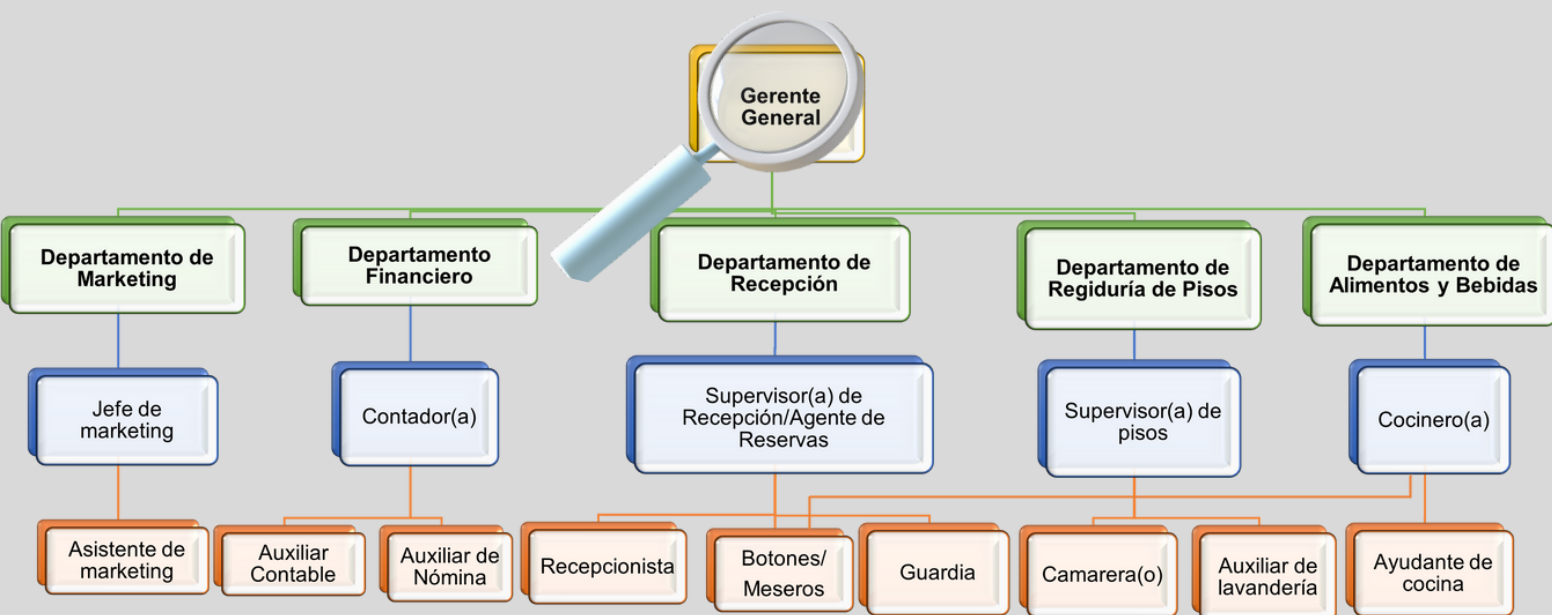 Gerente
General
Departamento de
Marketing
Departamento
Financiero
Departamento de
Recepción
Departamento de
Regiduría de Pisos
Departamento de
Alimentos y Bebidas
Jefe de
marketing
Contador(a)
Supervisor(a) de
Recepción/Agente de
Reservas
Supervisor(a) de
pisos
Cocinero(a)
Asistente de
marketing
Auxiliar
Contable
Auxiliar de
Nómina
Recepcionista
Botones/
Meseros
Guardia
Camarera(o)
Auxiliar de
lavandería
Ayudante de
cocina